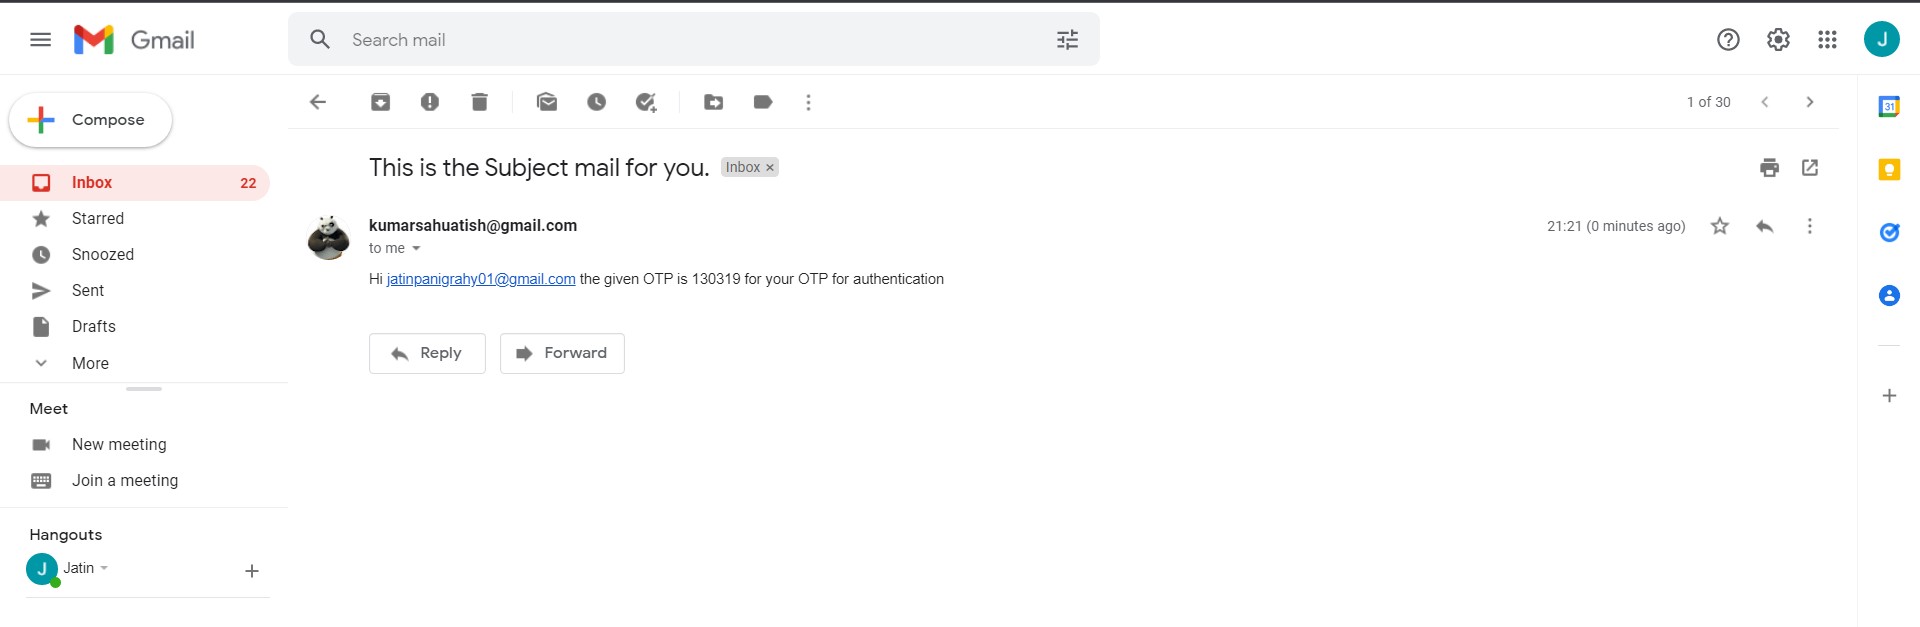 Gmail
Search mail
J
Compose
1 of 30
31
This is the Subject mail for you. Inbox ×
Inbox 22
Starred
Snoozed
Sent
Drafts
More
kumarsahuatish@gmail.com 21:21 (0 minutes ago)
to me
Hi jatinpanigrahy01@gmail.com the given OTP is 130319 for your OTP for authentication
Reply Forward
Meet
New meeting
Join a meeting
Hangouts
J Jatin